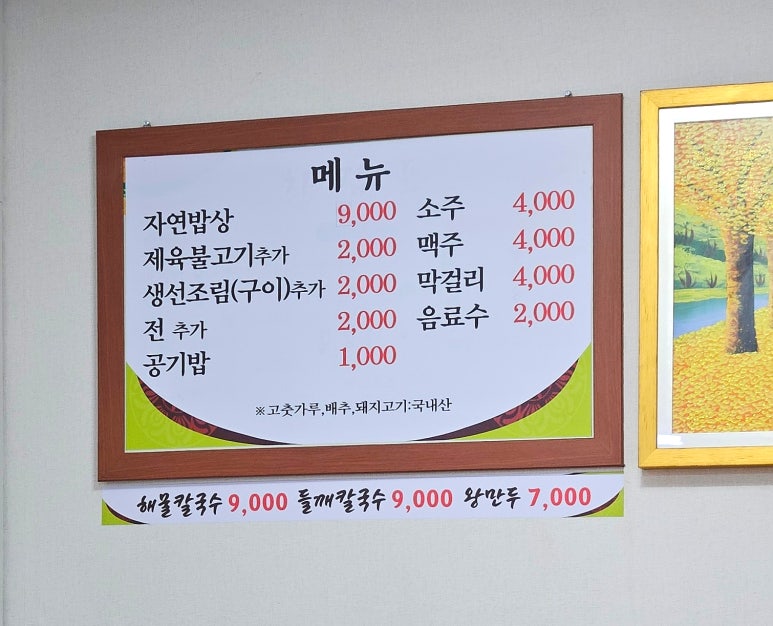 메뉴
자연밥상 9,000
제육불고기추가 2,000
생선조림(구이)추가 2,000
전 추가 2,000
공기밥 1,000
소주 4,000
맥주 4,000
막걸리 4,000
음료수 2,000
※고춧가루,배추,돼지고기:국내산
해물칼국수 9,000 들깨칼국수 9,000 왕만두 7,000